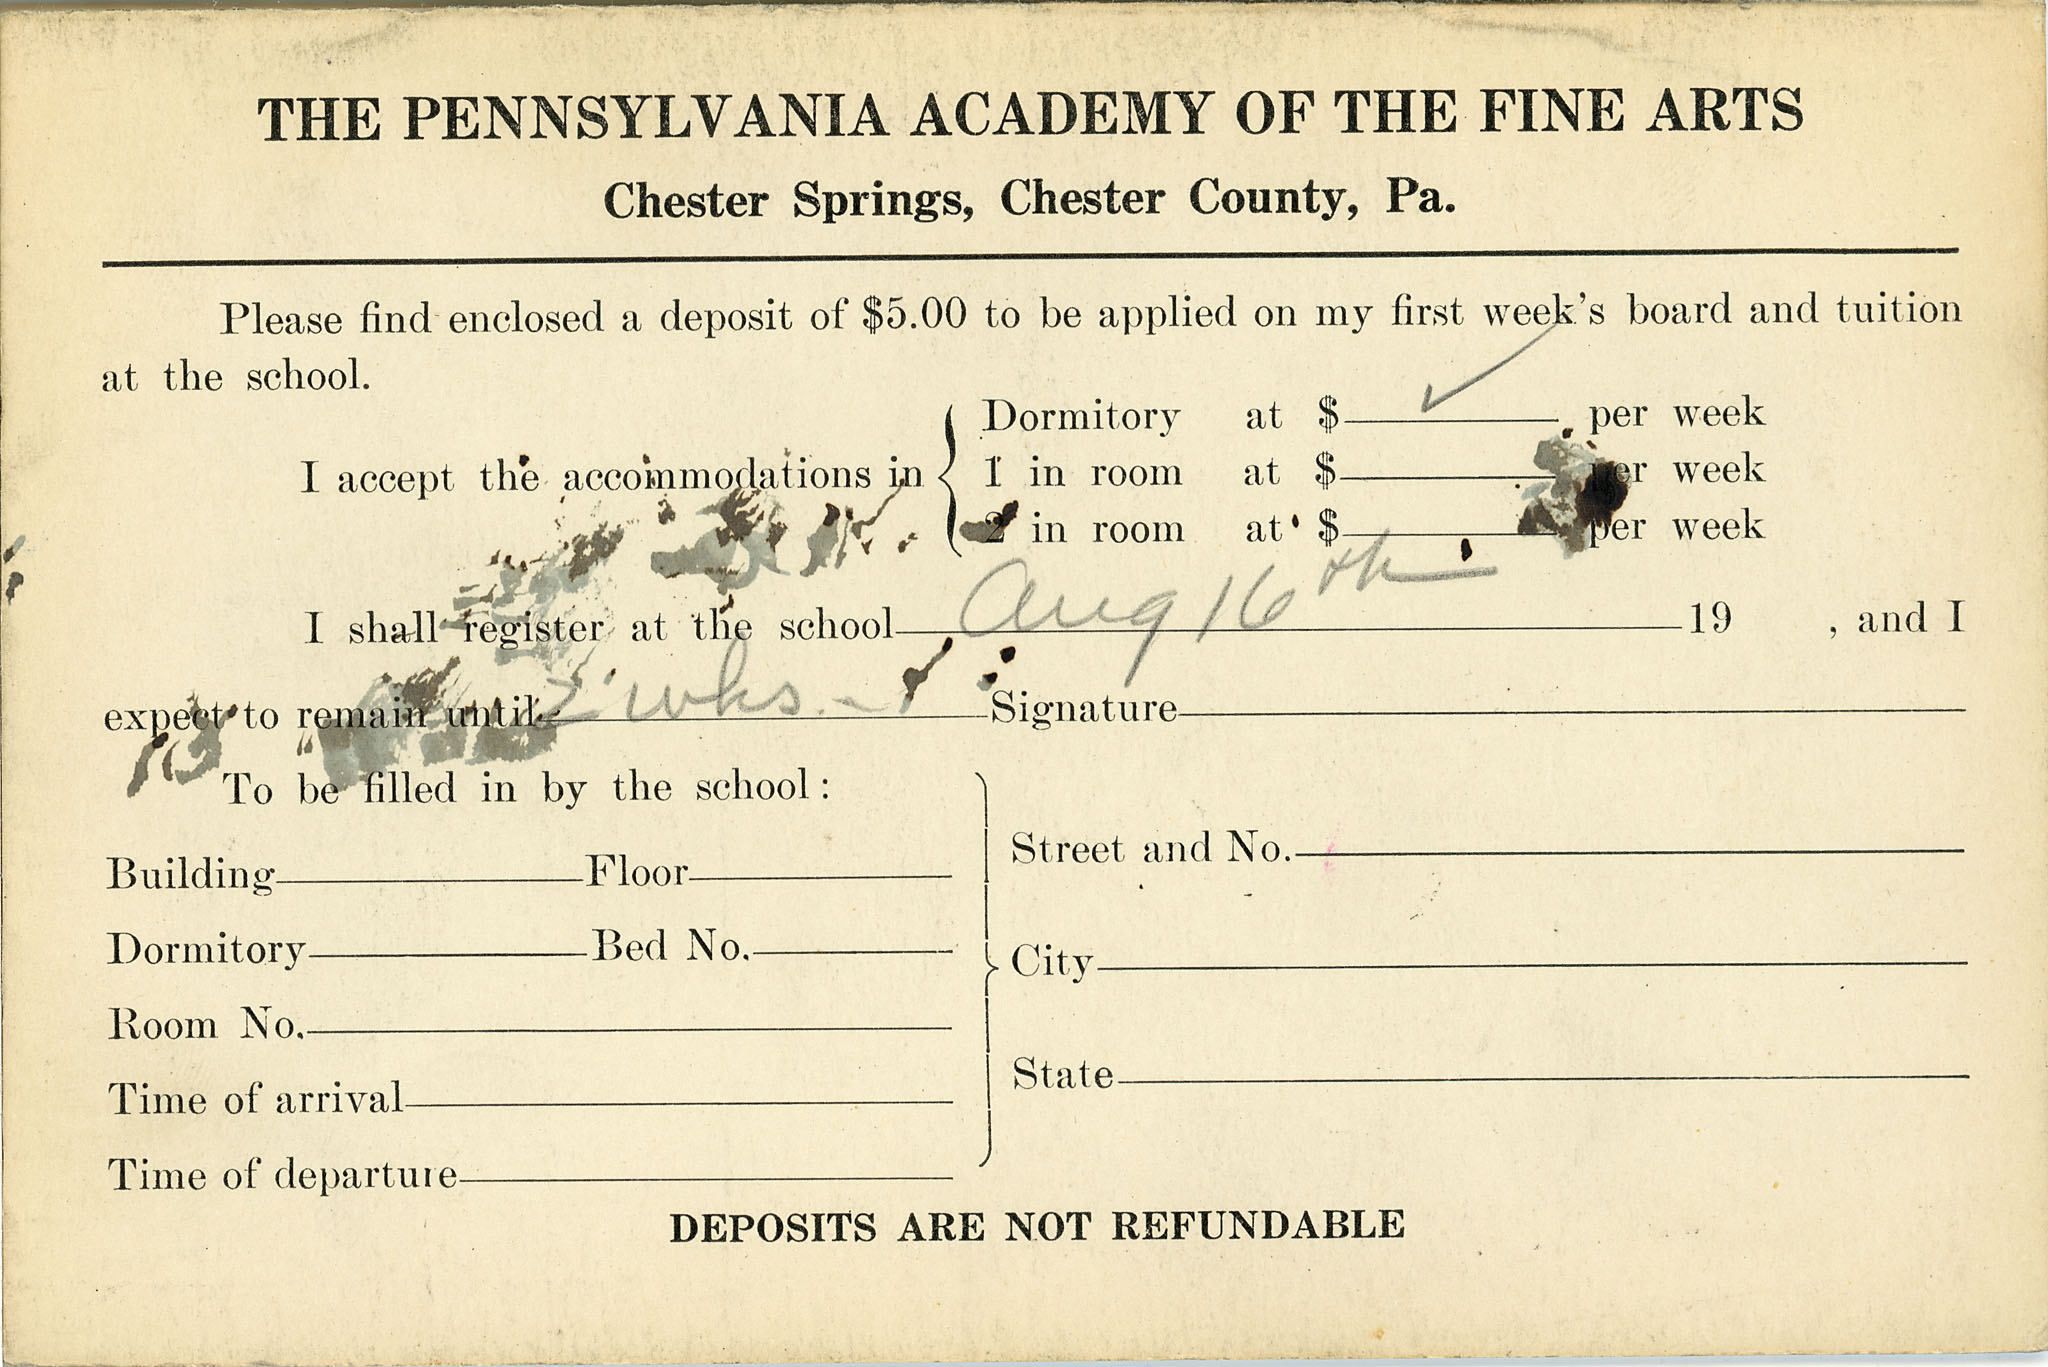 THE PENNSYLVANIA ACADEMY OF THE FINE ARTS
Chester Springs, Chester County, Pa.
Please find enclosed a deposit of $5.00 to be applied on my first week's board and tuition
at the school.
I accept the accommodations in
Dormitory at $ ✓ per week
1 in room at $ per week
2 in room at $ per week
I shall register at the school Aug 16th 19 , and I
expect to remain until 2 wks. - Signature
To be filled in by the school:
Building Floor
Dormitory Bed No.
Room No.
Time of arrival
Time of departure
Street and No.
City
State
DEPOSITS ARE NOT REFUNDABLE